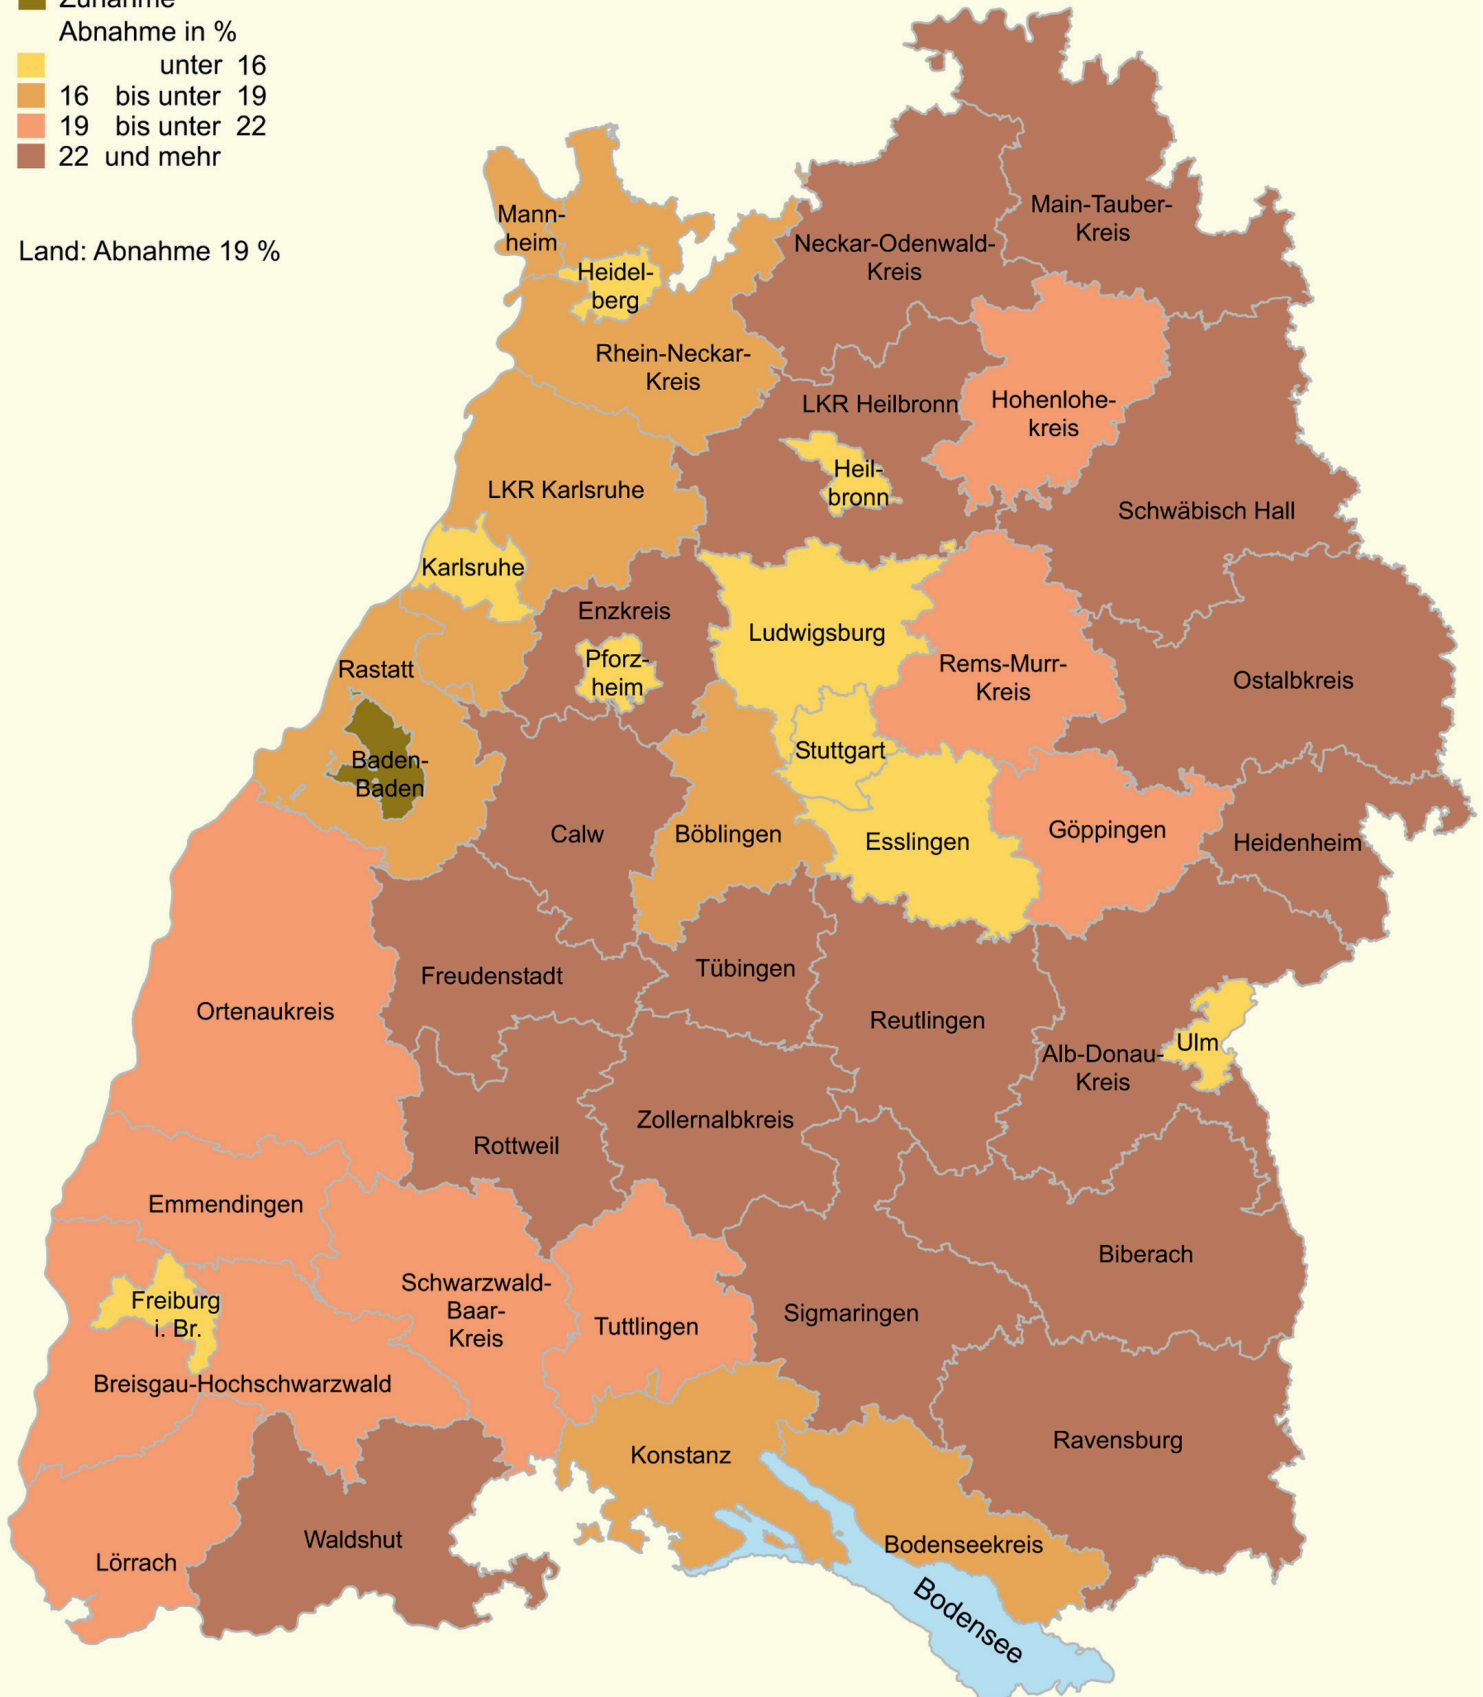 Zunahme
Abnahme in %
unter 16
16 bis unter 19
19 bis unter 22
22 und mehr
Land: Abnahme 19 %
Mann-
heim
Heidel-
berg
Rhein-Neckar-
Kreis
Neckar-Odenwald-
Kreis
Main-Tauber-
Kreis
LKR Heilbronn
Hohenlohe-
kreis
Heil-
bronn
LKR Karlsruhe
Schwäbisch Hall
Karlsruhe
Enzkreis
Ludwigsburg
Pforz-
heim
Rems-Murr-
Kreis
Ostalbkreis
Rastatt
Baden-
Baden
Stuttgart
Calw
Böblingen
Esslingen
Göppingen
Heidenheim
Freudenstadt
Tübingen
Reutlingen
Ortenaukreis
Alb-Donau-
Kreis
Ulm
Zollernalbkreis
Rottweil
Emmendingen
Biberach
Freiburg
i. Br.
Schwarzwald-
Baar-
Kreis
Tuttlingen
Sigmaringen
Breisgau-Hochschwarzwald
Konstanz
Ravensburg
Waldshut
Lörrach
Bodenseekreis
Bodensee